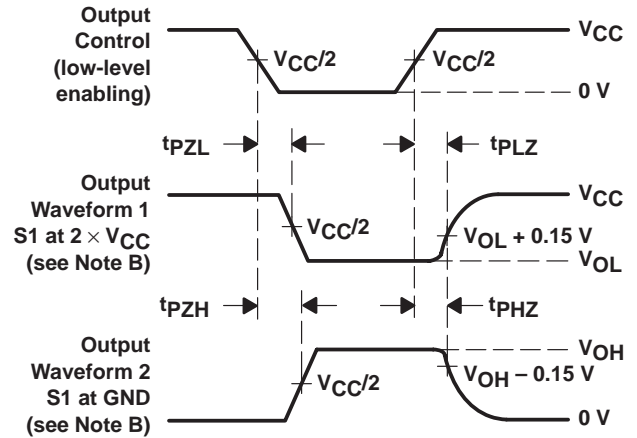 Output
Control
(low-level
enabling)
VCC/2
VCC/2
VCC
0 V
tPZL
tPLZ
Output
Waveform 1
S1 at 2 × VCC
(see Note B)
VCC/2
VCC
VOL + 0.15 V
VOL
tPZH
tPHZ
Output
Waveform 2
S1 at GND
(see Note B)
VCC/2
VOH
VOH – 0.15 V
0 V